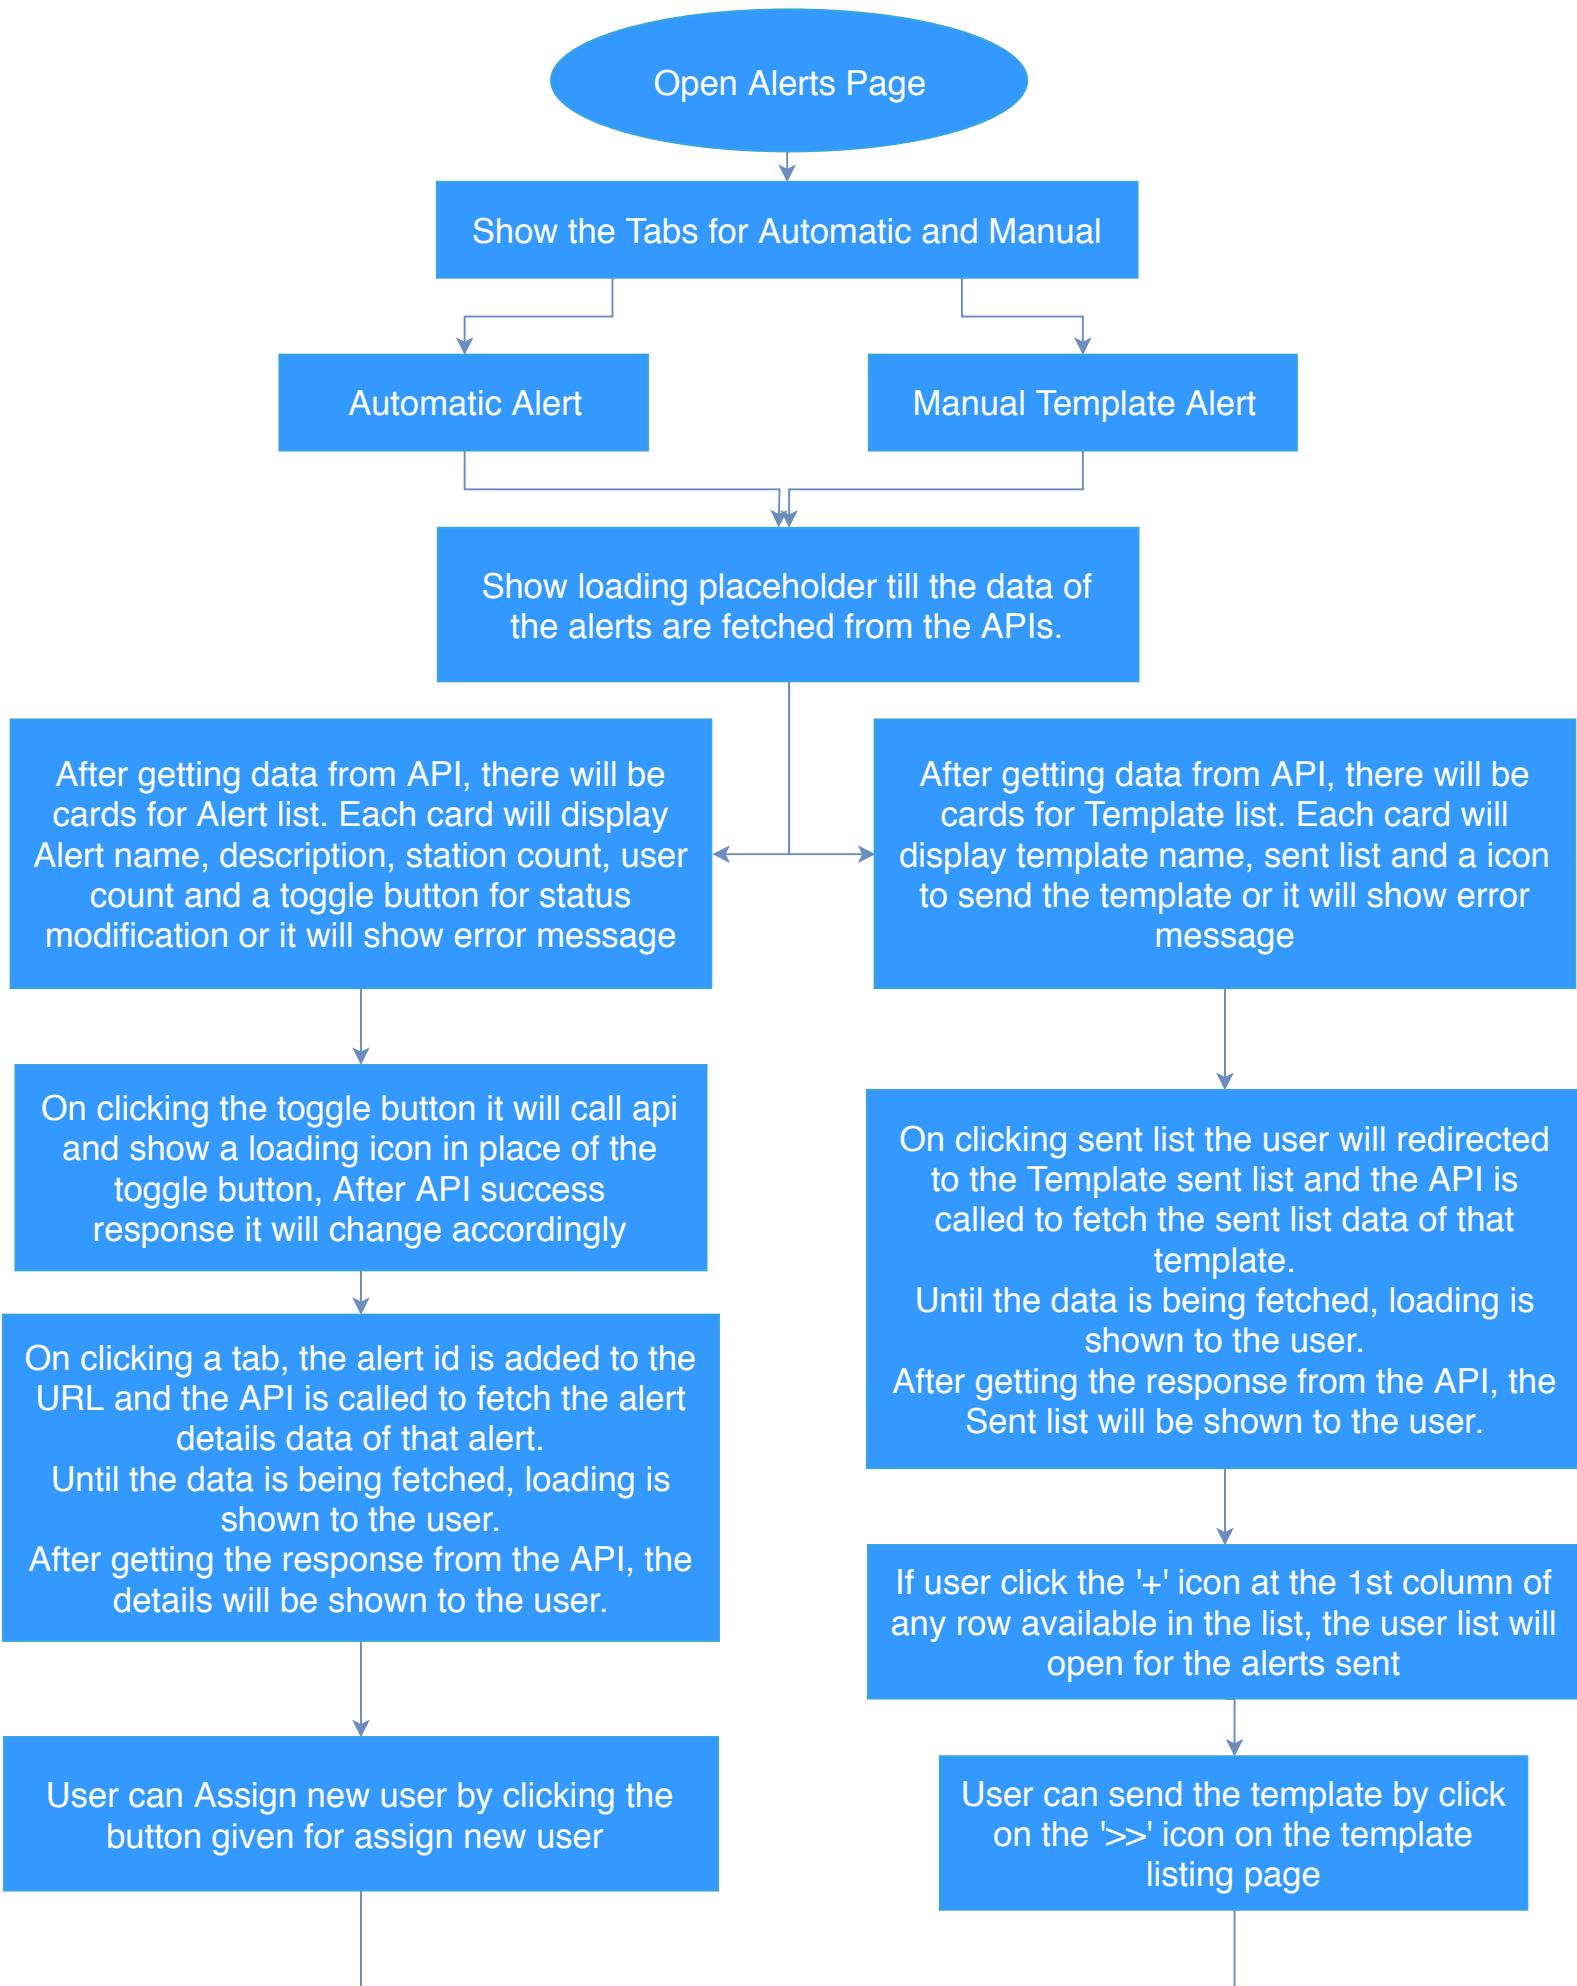 Open Alerts Page
Show the Tabs for Automatic and Manual
Automatic Alert
Manual Template Alert
Show loading placeholder till the data of
the alerts are fetched from the APIs.
After getting data from API, there will be
cards for Alert list. Each card will display
Alert name, description, station count, user
count and a toggle button for status
modification or it will show error message
After getting data from API, there will be
cards for Template list. Each card will
display template name, sent list and a icon
to send the template or it will show error
message
On clicking the toggle button it will call api
and show a loading icon in place of the
toggle button, After API success
response it will change accordingly
On clicking sent list the user will redirected
to the Template sent list and the API is
called to fetch the sent list data of that
template.
Until the data is being fetched, loading is
shown to the user.
After getting the response from the API, the
Sent list will be shown to the user.
On clicking a tab, the alert id is added to the
URL and the API is called to fetch the alert
details data of that alert.
Until the data is being fetched, loading is
shown to the user.
After getting the response from the API, the
details will be shown to the user.
If user click the '+' icon at the 1st column of
any row available in the list, the user list will
open for the alerts sent
User can Assign new user by clicking the
button given for assign new user
User can send the template by click
on the '>>' icon on the template
listing page